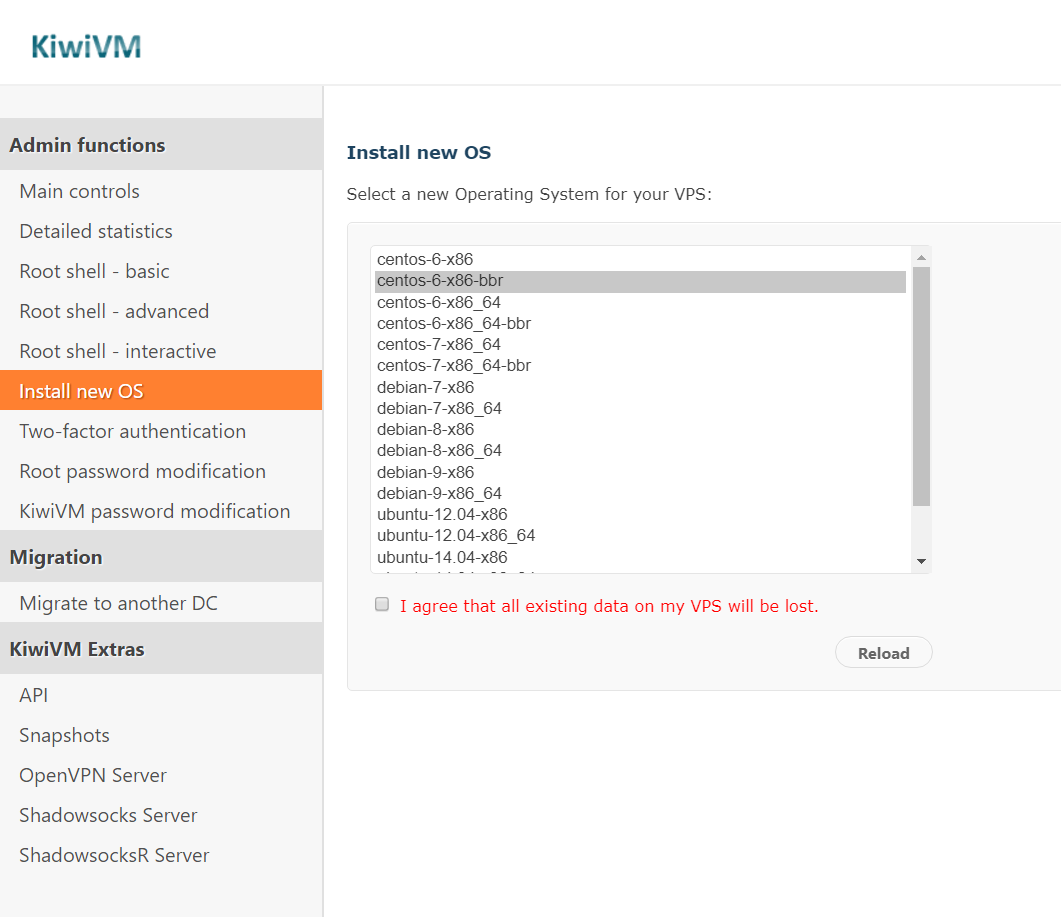 KiwiVM
Admin functions
Main controls
Detailed statistics
Root shell - basic
Root shell - advanced
Root shell - interactive
Install new OS
Two-factor authentication
Root password modification
KiwiVM password modification
Migration
Migrate to another DC
KiwiVM Extras
API
Snapshots
OpenVPN Server
Shadowsocks Server
ShadowsocksR Server
Install new OS
Select a new Operating System for your VPS:
centos-6-x86
centos-6-x86-bbr
centos-6-x86_64
centos-6-x86_64-bbr
centos-7-x86_64
centos-7-x86_64-bbr
debian-7-x86
debian-7-x86_64
debian-8-x86
debian-8-x86_64
debian-9-x86
debian-9-x86_64
ubuntu-12.04-x86
ubuntu-12.04-x86_64
ubuntu-14.04-x86
I agree that all existing data on my VPS will be lost.
Reload